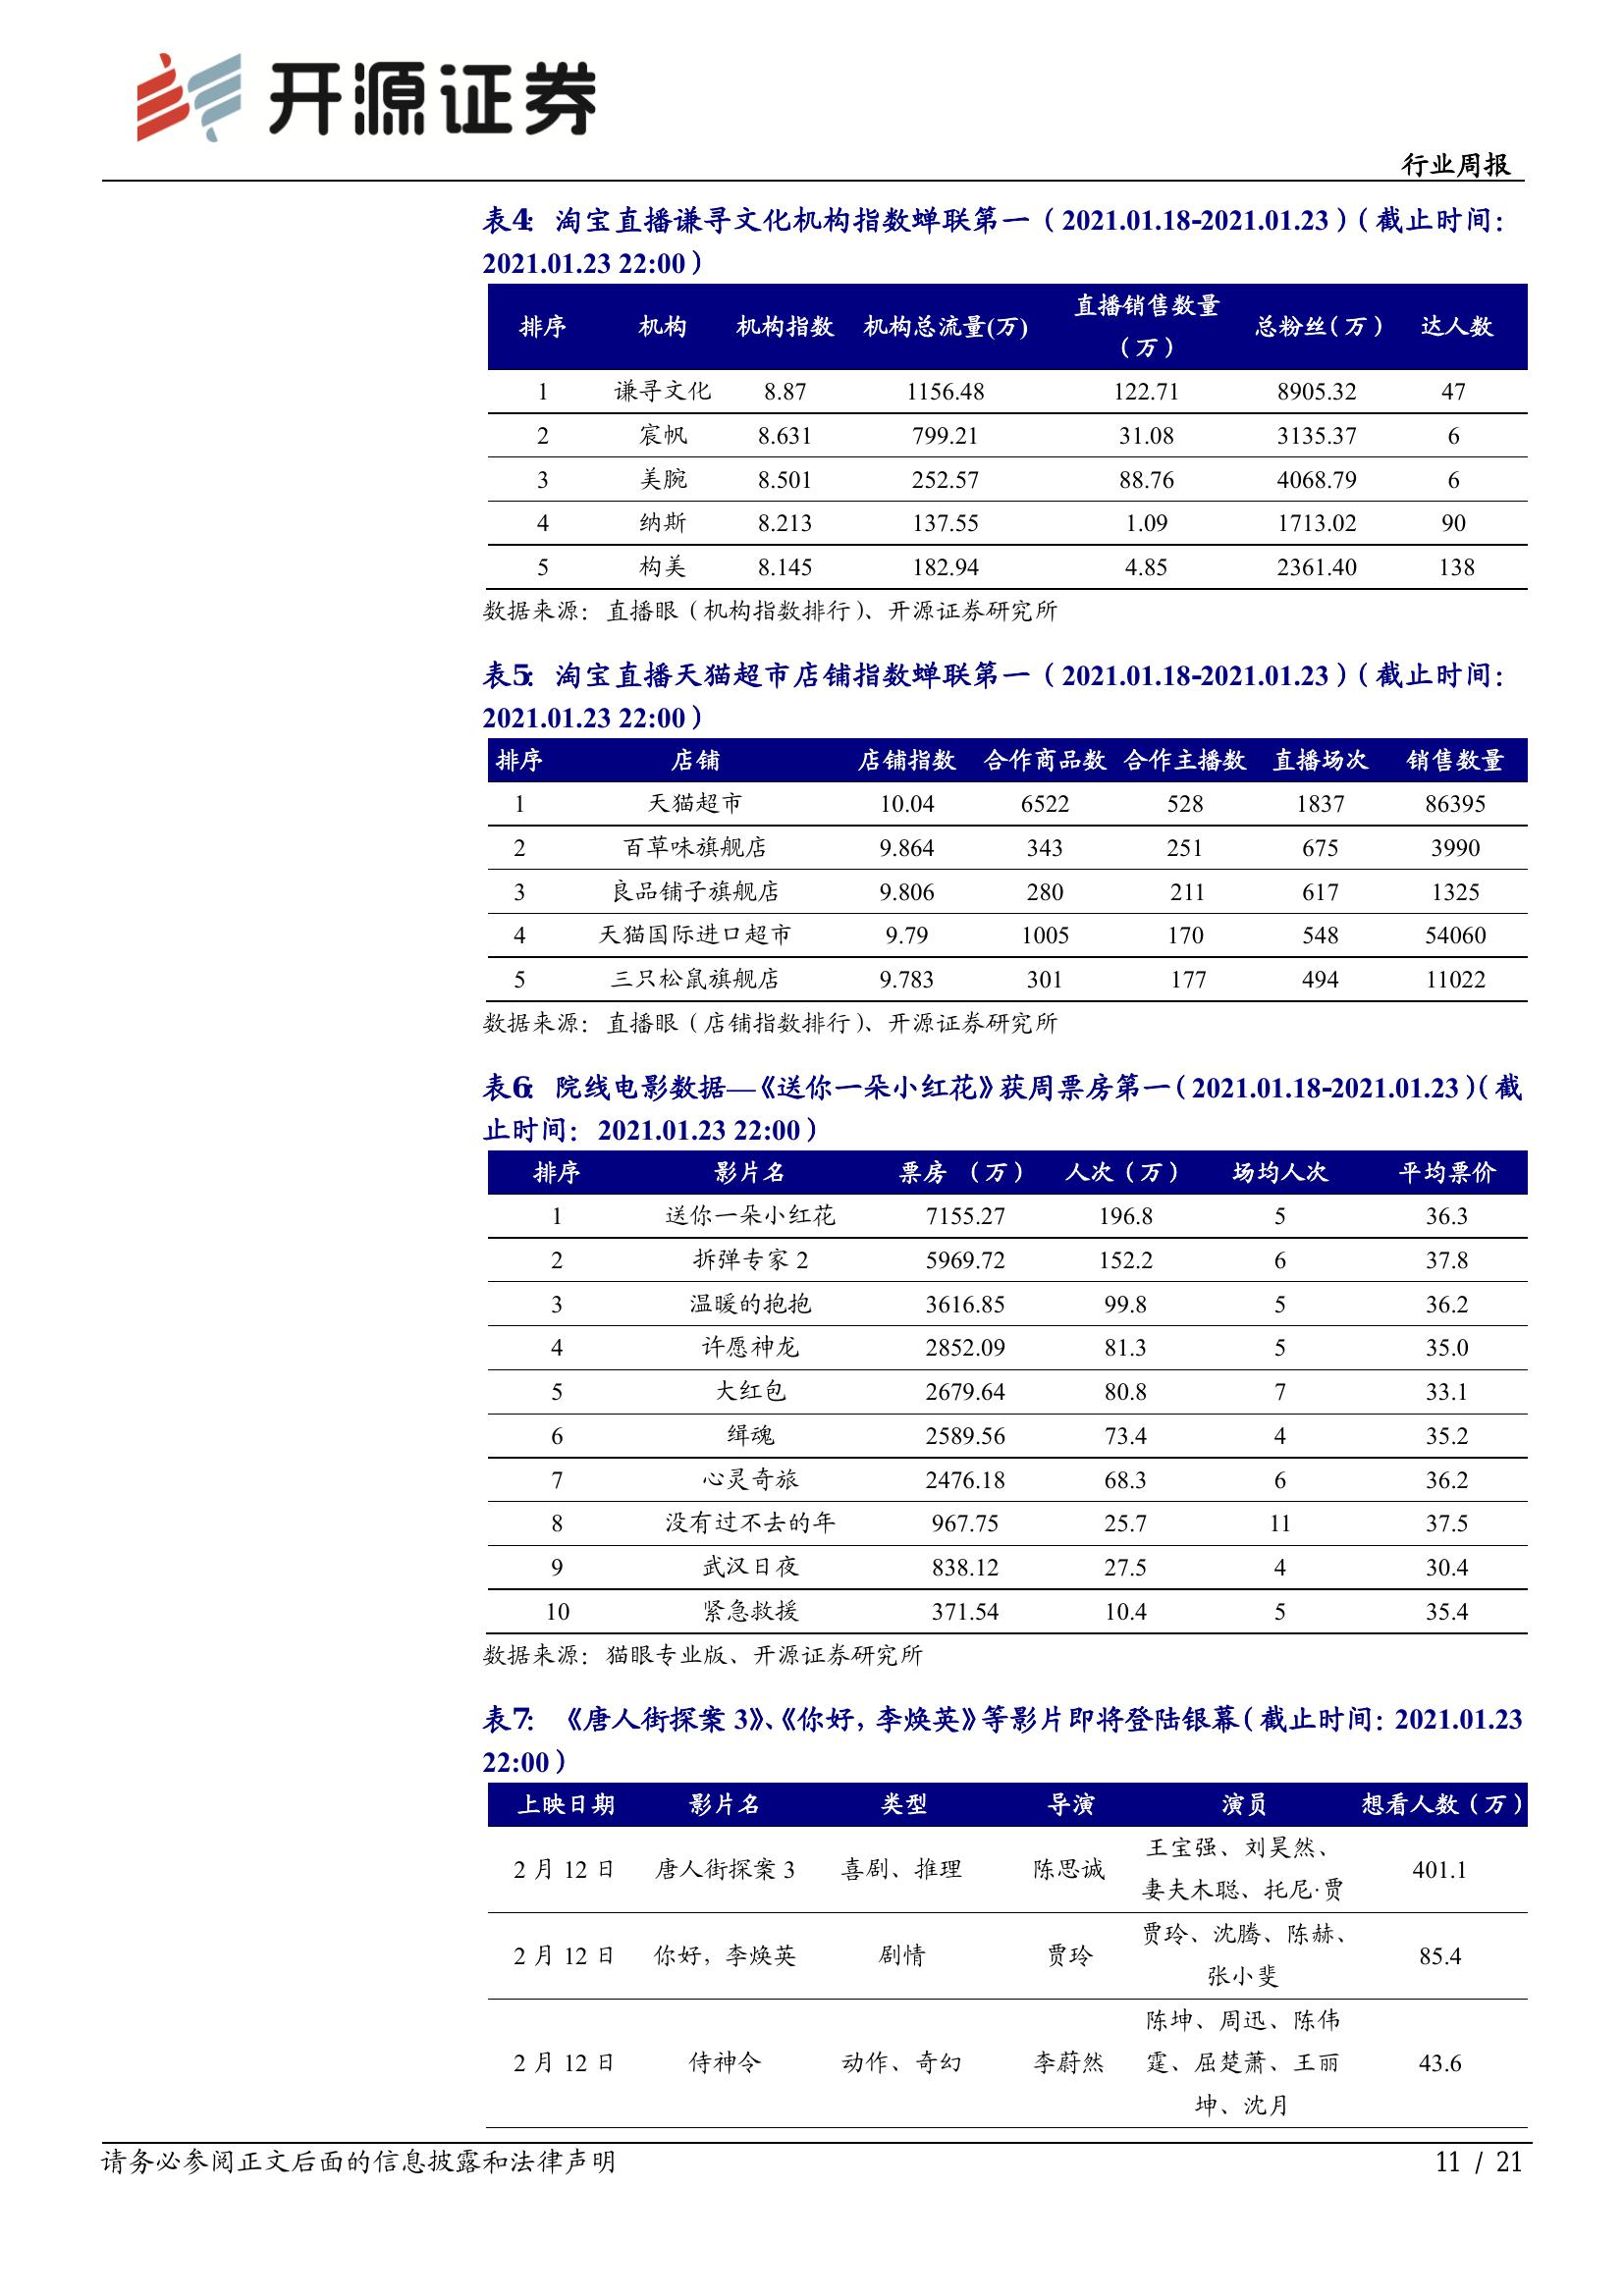 开源证券
行业周报
表4：淘宝直播谦寻文化机构指数蝉联第一（2021.01.18-2021.01.23）（截止时间：
2021.01.23 22:00）
排序 机构 机构指数 机构总流量(万) 直播销售数量（万） 总粉丝（万） 达人数
1 谦寻文化 8.87 1156.48 122.71 8905.32 47
2 宸帆 8.631 799.21 31.08 3135.37 6
3 美腕 8.501 252.57 88.76 4068.79 6
4 纳斯 8.213 137.55 1.09 1713.02 90
5 构美 8.145 182.94 4.85 2361.40 138
数据来源：直播眼（机构指数排行）、开源证券研究所
表5：淘宝直播天猫超市店铺指数蝉联第一（2021.01.18-2021.01.23）（截止时间：
2021.01.23 22:00）
排序 店铺 店铺指数 合作商品数 合作主播数 直播场次 销售数量
1 天猫超市 10.04 6522 528 1837 86395
2 百草味旗舰店 9.864 343 251 675 3990
3 良品铺子旗舰店 9.806 280 211 617 1325
4 天猫国际进口超市 9.79 1005 170 548 54060
5 三只松鼠旗舰店 9.783 301 177 494 11022
数据来源：直播眼（店铺指数排行）、开源证券研究所
表6：院线电影数据—《送你一朵小红花》获周票房第一（2021.01.18-2021.01.23）（截
止时间：2021.01.23 22:00）
排序 影片名 票房 （万） 人次（万） 场均人次 平均票价
1 送你一朵小红花 7155.27 196.8 5 36.3
2 拆弹专家 2 5969.72 152.2 6 37.8
3 温暖的抱抱 3616.85 99.8 5 36.2
4 许愿神龙 2852.09 81.3 5 35.0
5 大红包 2679.64 80.8 7 33.1
6 缉魂 2589.56 73.4 4 35.2
7 心灵奇旅 2476.18 68.3 6 36.2
8 没有过不去的年 967.75 25.7 11 37.5
9 武汉日夜 838.12 27.5 4 30.4
10 紧急救援 371.54 10.4 5 35.4
数据来源：猫眼专业版、开源证券研究所
表7：《唐人街探案 3》、《你好，李焕英》等影片即将登陆银幕（截止时间：2021.01.23
22:00）
上映日期 影片名 类型 导演 演员 想看人数（万）
2 月 12 日 唐人街探案 3 喜剧、推理 陈思诚 王宝强、刘昊然、 401.1
妻夫木聪、托尼·贾
2 月 12 日 你好，李焕英 剧情 贾玲 贾玲、沈腾、陈赫、 85.4
张小斐
陈坤、周迅、陈伟
2 月 12 日 侍神令 动作、奇幻 李蔚然 霆、屈楚萧、王丽 43.6
坤、沈月
请务必参阅正文后面的信息披露和法律声明
11 / 21